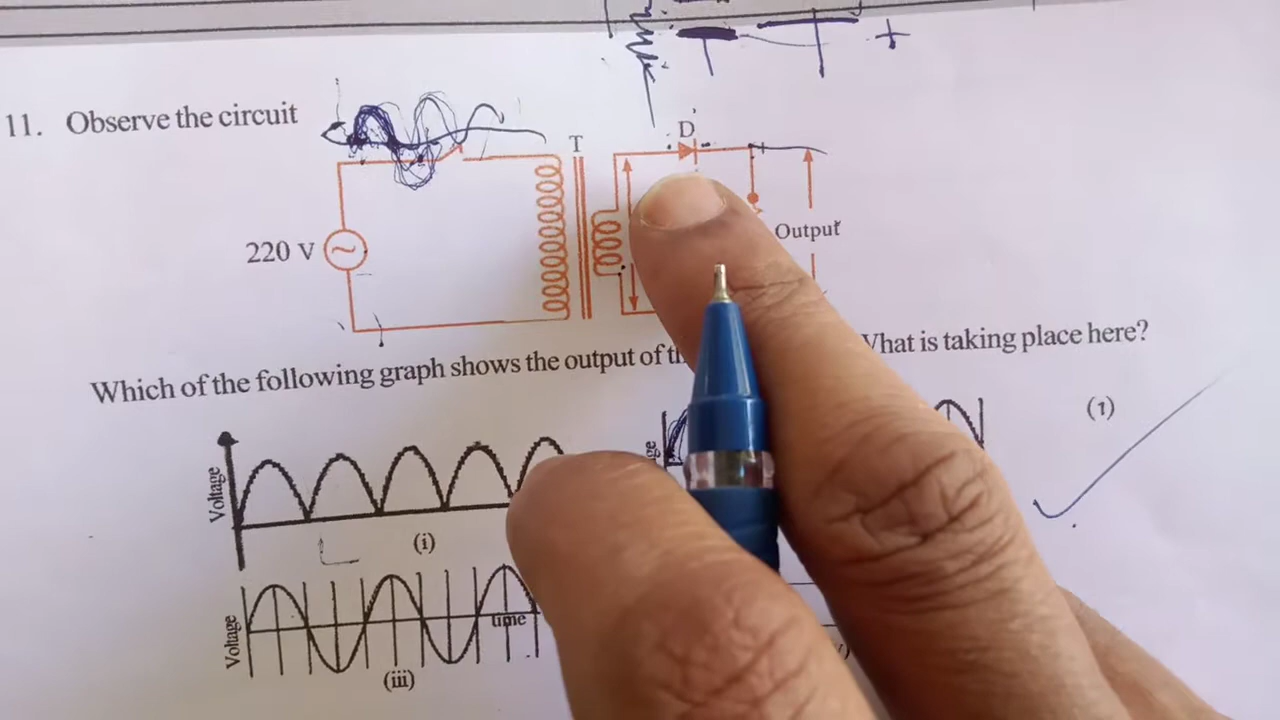 11. Observe the circuit
T
D
220 V
Output
Which of the following graph shows the output of What is taking place here?
(1)
Voltage
(i)
Voltage
time
(iii)